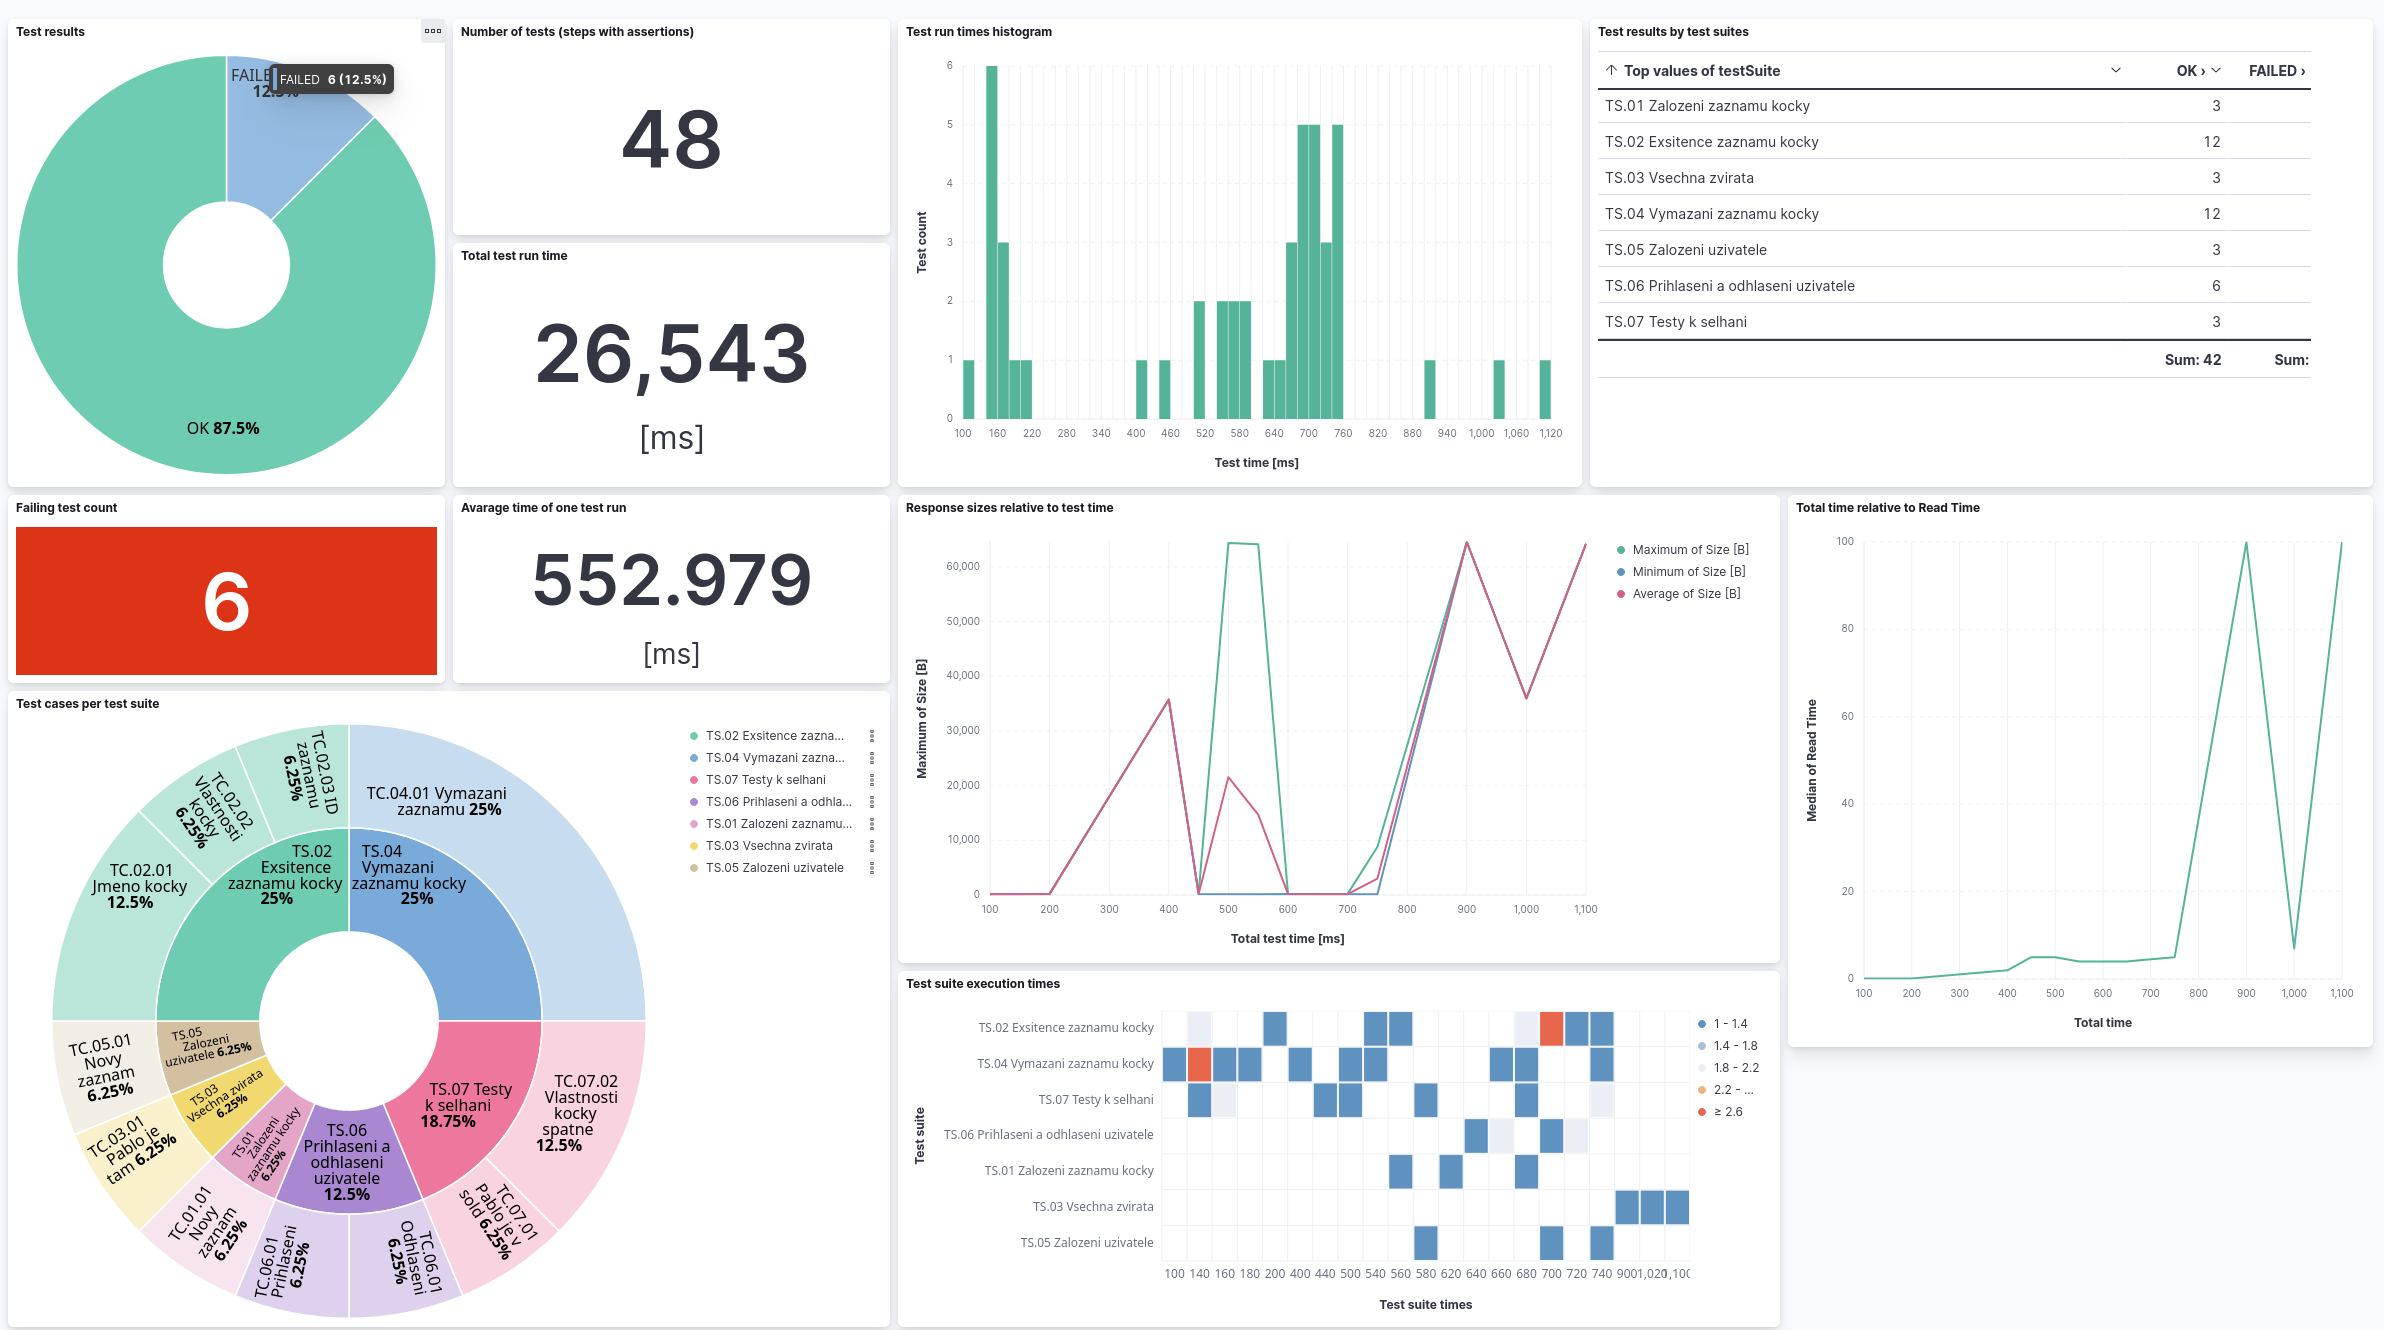 Test results
FAILED 6 (12.5%)
OK 87.5%
Number of tests (steps with assertions)
48
Total test run time
26,543
[ms]
Test run times histogram
Test count
6
5
4
3
2
1
0
100 160 220 280 340 400 460 520 580 640 700 760 820 880 940 1,000 1,060 1,120
Test time [ms]
Test results by test suites
Top values of testSuite OK › FAILED ›
TS.01 Zalozeni zaznamu kocky 3
TS.02 Exsitence zaznamu kocky 12
TS.03 Vsechna zvirata 3
TS.04 Vymazani zaznamu kocky 12
TS.05 Zalozeni uzivatele 3
TS.06 Prihlaseni a odhlaseni uzivatele 6
TS.07 Testy k selhani 3
Sum: 42 Sum:
Failing test count
6
Avarage time of one test run
552.979
[ms]
Response sizes relative to test time
Maximum of Size [B]
60,000
50,000
40,000
30,000
20,000
10,000
0
100 200 300 400 500 600 700 800 900 1,000 1,100
Total test time [ms]
Maximum of Size [B]
Minimum of Size [B]
Average of Size [B]
Total time relative to Read Time
Median of Read Time
100
80
60
40
20
0
100 200 300 400 500 600 700 800 900 1,000 1,100
Total time
Test cases per test suite
TC.02.03 ID
zaznamu
6.25%
TC.02.02
Vlastnosti
kocky
6.25%
TC.02.01
Jmeno kocky
12.5%
TC.04.01 Vymazani
zaznamu 25%
TS.02
Exsitence
zaznamu kocky
25%
TS.04
Vymazani
zaznamu kocky
25%
TC.05.01
Novy
zaznam
6.25%
TS.05
Zalozeni
uzivatele 6.25%
TS.03
Vsechna zvirata
6.25%
TC.03.01
Pablo je
tam 6.25%
TS.01
Zalozeni
zaznamu kocky
6.25%
TC.01.01
Novy
zaznam
6.25%
TS.06
Prihlaseni a
odhlaseni
uzivatele
12.5%
TC.06.01
Prihlaseni
6.25%
TC.06.01
Odhlaseni
6.25%
TS.07 Testy
k selhani
18.75%
TC.07.02
Vlastnosti
kocky
spatne
12.5%
TC.07.01
Pablo je v
sold 6.25%
TS.02 Exsitence zazna...
TS.04 Vymazani zazna...
TS.07 Testy k selhani
TS.06 Prihlaseni a odhla...
TS.01 Zalozeni zaznamu...
TS.03 Vsechna zvirata
TS.05 Zalozeni uzivatele
Test suite execution times
Test suite
TS.02 Exsitence zaznamu kocky
TS.04 Vymazani zaznamu kocky
TS.07 Testy k selhani
TS.06 Prihlaseni a odhlaseni uzivatele
TS.01 Zalozeni zaznamu kocky
TS.03 Vsechna zvirata
TS.05 Zalozeni uzivatele
100 140 160 180 200 400 440 500 540 560 580 620 640 660 680 700 720 740 900 1,020 1,100
Test suite times
1 - 1.4
1.4 - 1.8
1.8 - 2.2
2.2 - ...
≥ 2.6